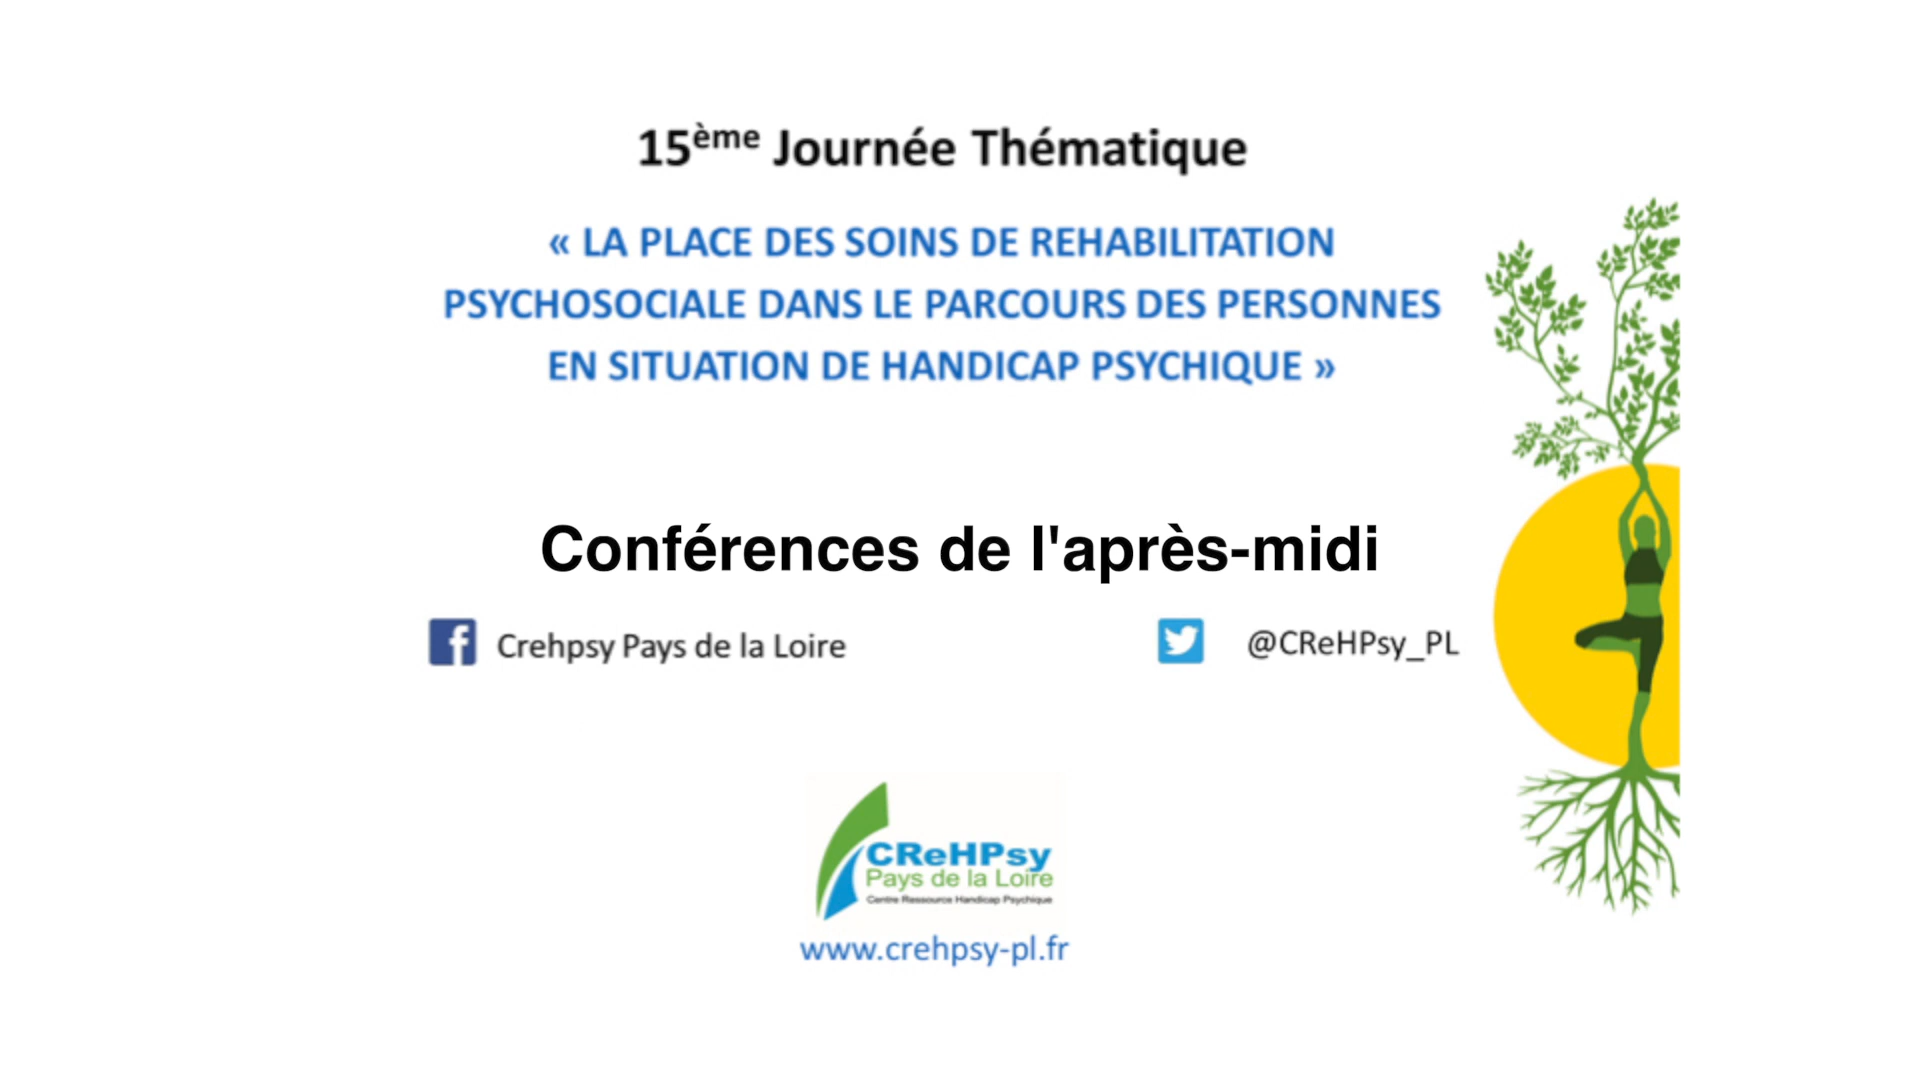 15ème Journée Thématique
« LA PLACE DES SOINS DE REHABILITATION
PSYCHOSOCIALE DANS LE PARCOURS DES PERSONNES
EN SITUATION DE HANDICAP PSYCHIQUE »
Conférences de l'après-midi
Crehpsy Pays de la Loire
@CReHPsy_PL
CReHPsy
Pays de la Loire
Centre Ressource Handicap Psychique
www.crehpsy-pl.fr